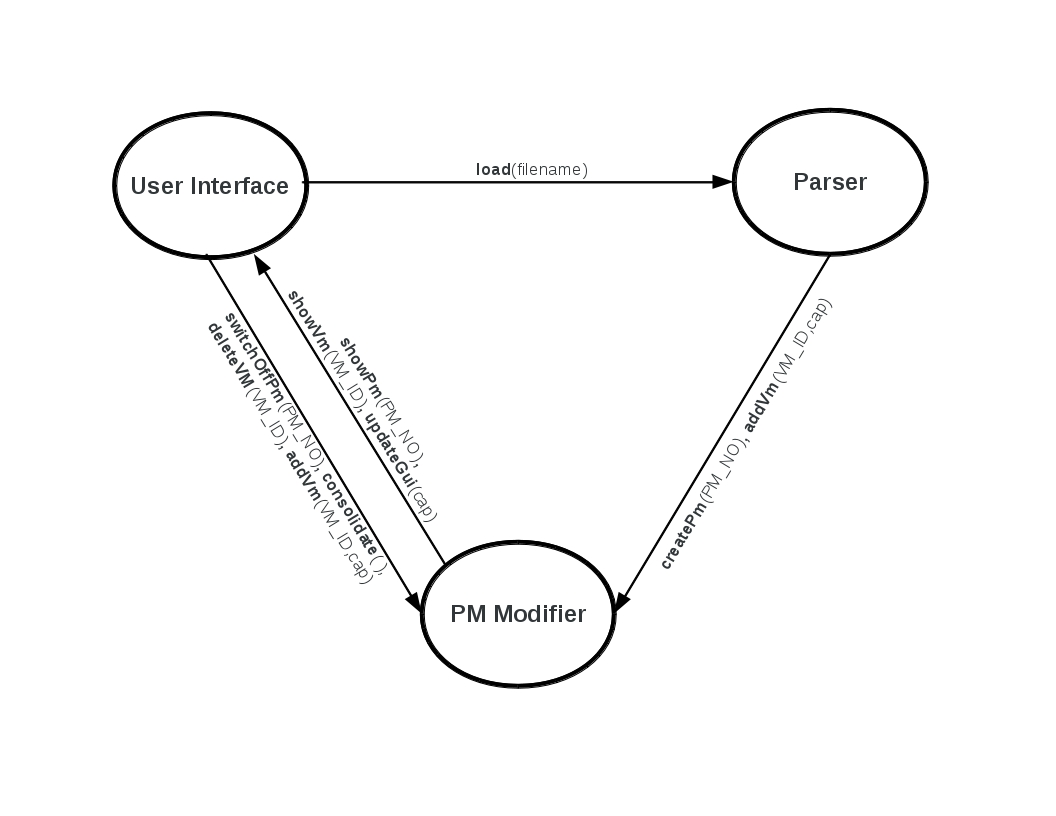 load(filename)
User Interface
Parser
switchOffPm(PM_NO), consolidate( ),
deleteVM(VM_ID), addVm(VM_ID,cap)
showPm(PM_NO),
showVm(VM_ID), updateGui(cap)
createPm(PM_NO), addVm(VM_ID,cap)
PM Modifier